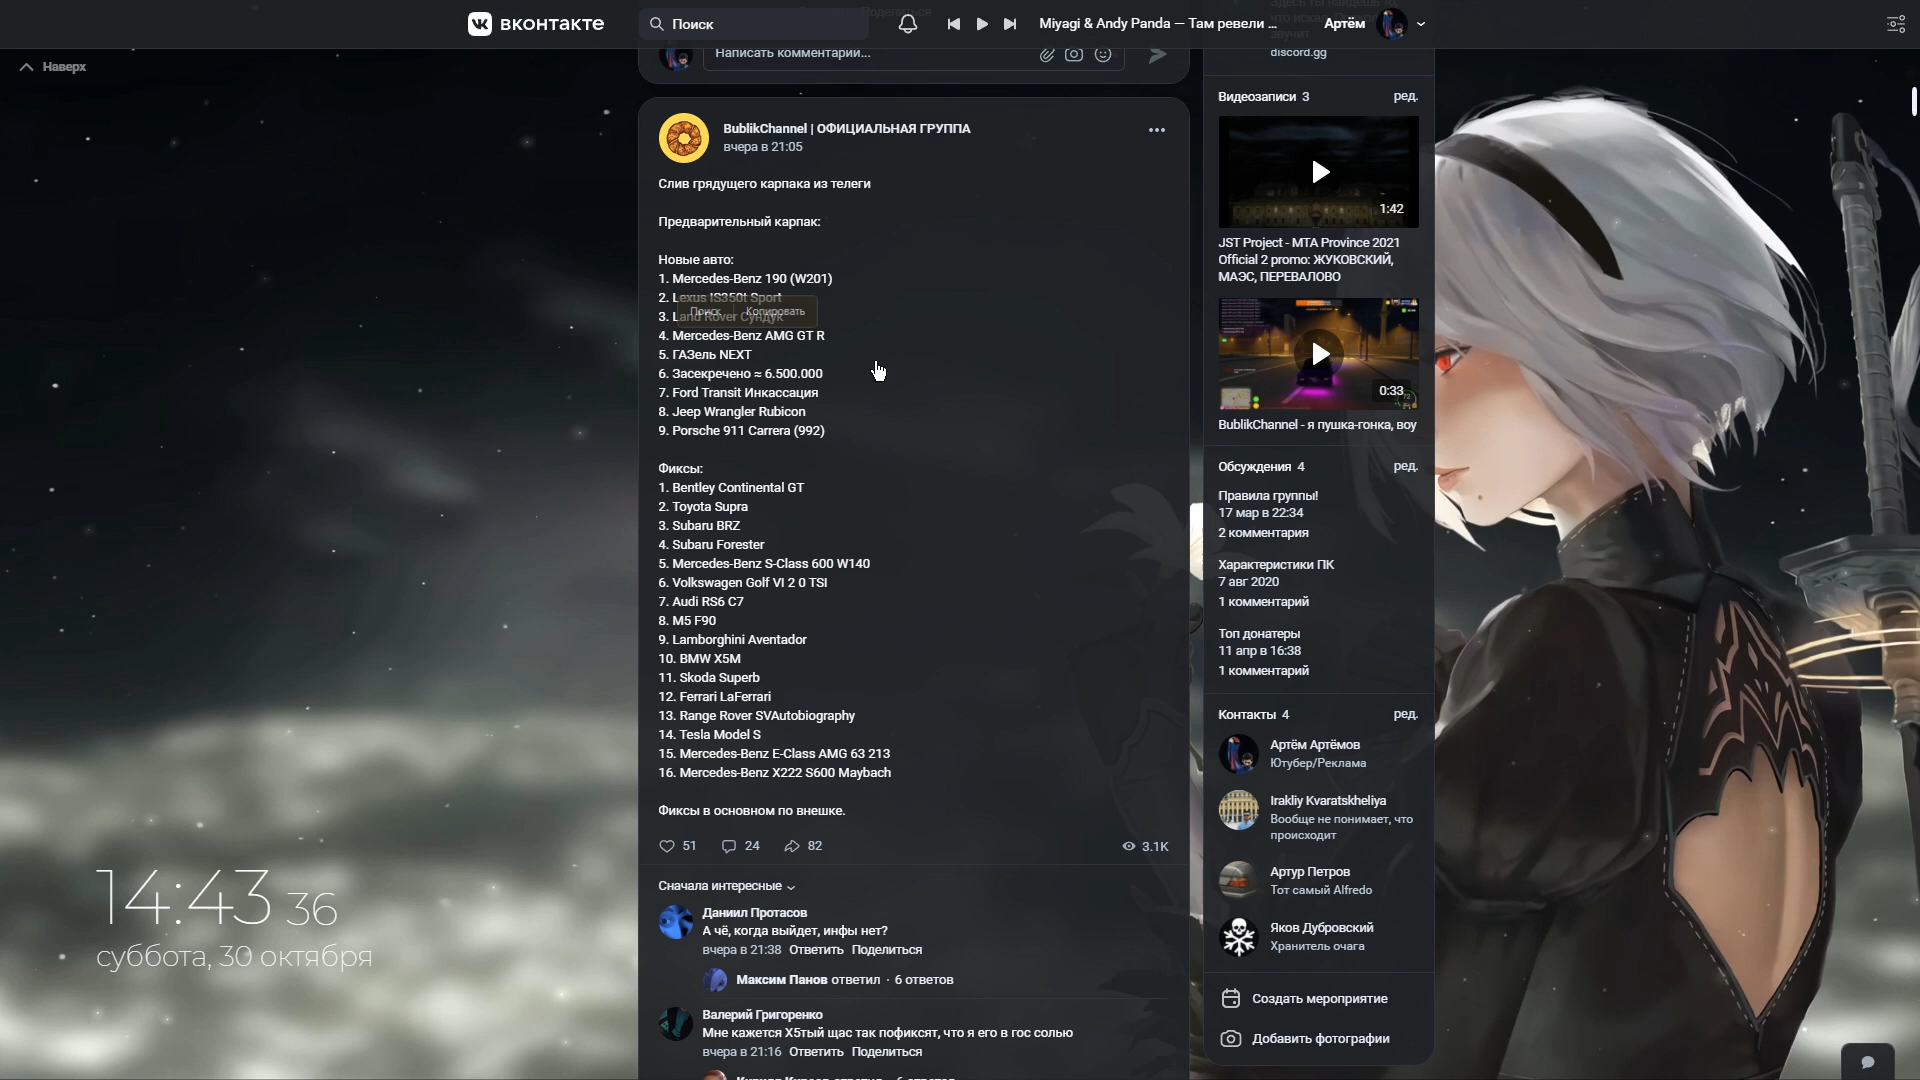 вконтакте
Поиск
Miyagi & Andy Panda — Там ревели ...
Артём
Наверх
Написать комментарий...
BublikChannel | ОФИЦИАЛЬНАЯ ГРУППА
вчера в 21:05
Слив грядущего карпака из телеги
Предварительный карпак:
Новые авто:
1. Mercedes-Benz 190 (W201)
2. Lexus IS350t Sport
3. Land Rover Сундук
Поиск
Копировать
4. Mercedes-Benz AMG GT R
5. ГАЗель NEXT
6. Засекречено ≈ 6.500.000
7. Ford Transit Инкассация
8. Jeep Wrangler Rubicon
9. Porsche 911 Carrera (992)
Фиксы:
1. Bentley Continental GT
2. Toyota Supra
3. Subaru BRZ
4. Subaru Forester
5. Mercedes-Benz S-Class 600 W140
6. Volkswagen Golf VI 2 0 TSI
7. Audi RS6 C7
8. M5 F90
9. Lamborghini Aventador
10. BMW X5M
11. Skoda Superb
12. Ferrari LaFerrari
13. Range Rover SVAutobiography
14. Tesla Model S
15. Mercedes-Benz E-Class AMG 63 213
16. Mercedes-Benz X222 S600 Maybach
Фиксы в основном по внешке.
51 24 82 3.1K
Сначала интересные
Даниил Протасов
А чё, когда выйдет, инфы нет?
вчера в 21:38 Ответить Поделиться
Максим Панов ответил · 6 ответов
Валерий Григоренко
Мне кажется Х5тый щас так пофиксят, что я его в гос солью
вчера в 21:16 Ответить Поделиться
discord.gg
Видеозаписи 3 ред.
1:42
JST Project - MTA Province 2021
Official 2 promo: ЖУКОВСКИЙ,
МАЭС, ПЕРЕВАЛОВО
0:33
BublikChannel - я пушка-гонка, воу
Обсуждения 4 ред.
Правила группы!
17 мар в 22:34
2 комментария
Характеристики ПК
7 авг 2020
1 комментарий
Топ донатеры
11 апр в 16:38
1 комментарий
Контакты 4 ред.
Артём Артёмов
Ютубер/Реклама
Irakliy Kvaratskheliya
Вообще не понимает, что
происходит
Артур Петров
Тот самый Alfredo
Яков Дубровский
Хранитель очага
Создать мероприятие
Добавить фотографии
14:43 36
суббота, 30 октября